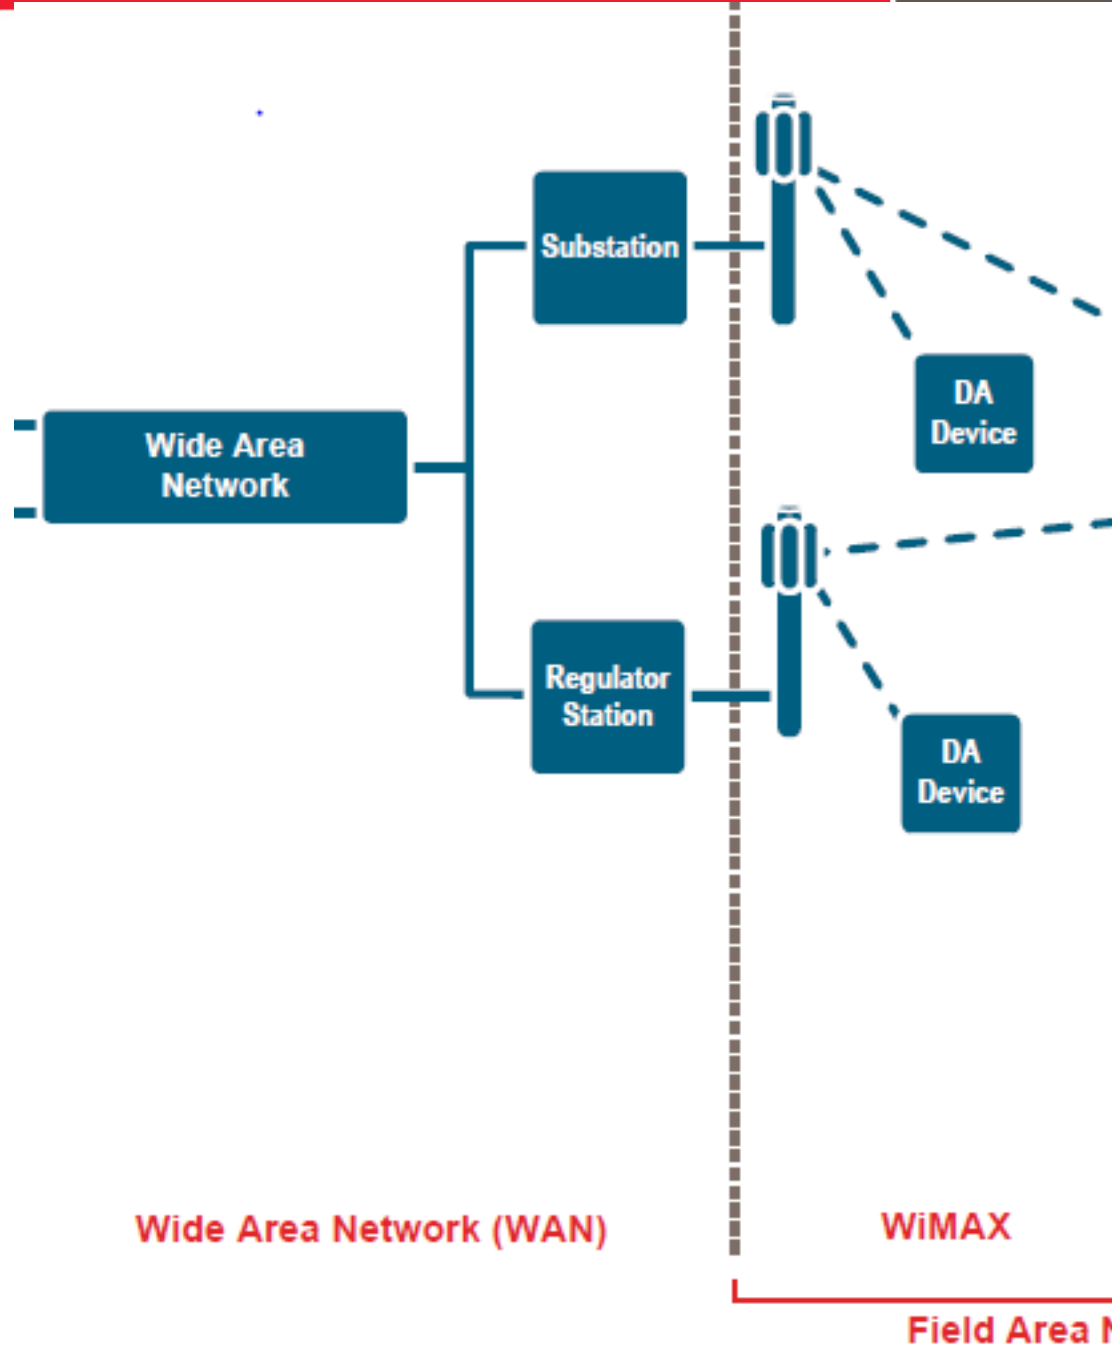 Substation
DA
Device
Wide Area
Network
Regulator
Station
DA
Device
Wide Area Network (WAN)
WiMAX
Field Area